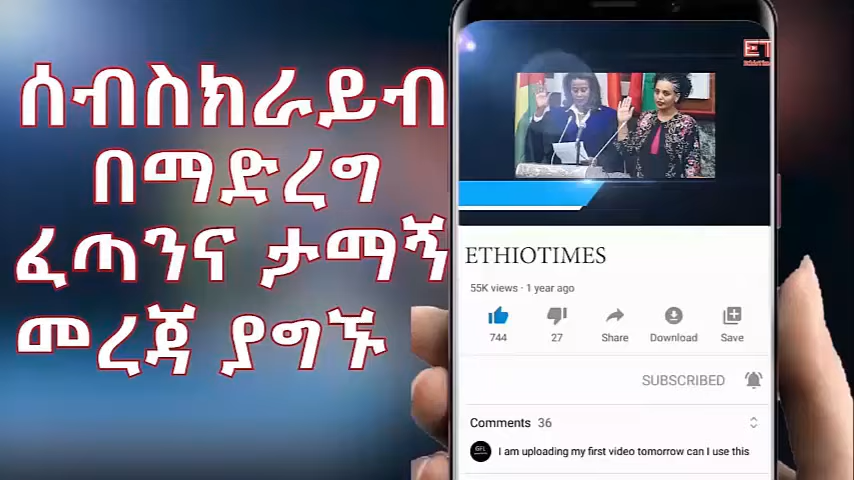 ሰብስክራይብ
በማድረግ
ፈጣንና ታማኝ
መረጃ ያግኙ
ET
ETHIOTIMES
55K views · 1 year ago
744
27
Share
Download
Save
SUBSCRIBED
Comments 36
I am uploading my first video tomorrow can I use this